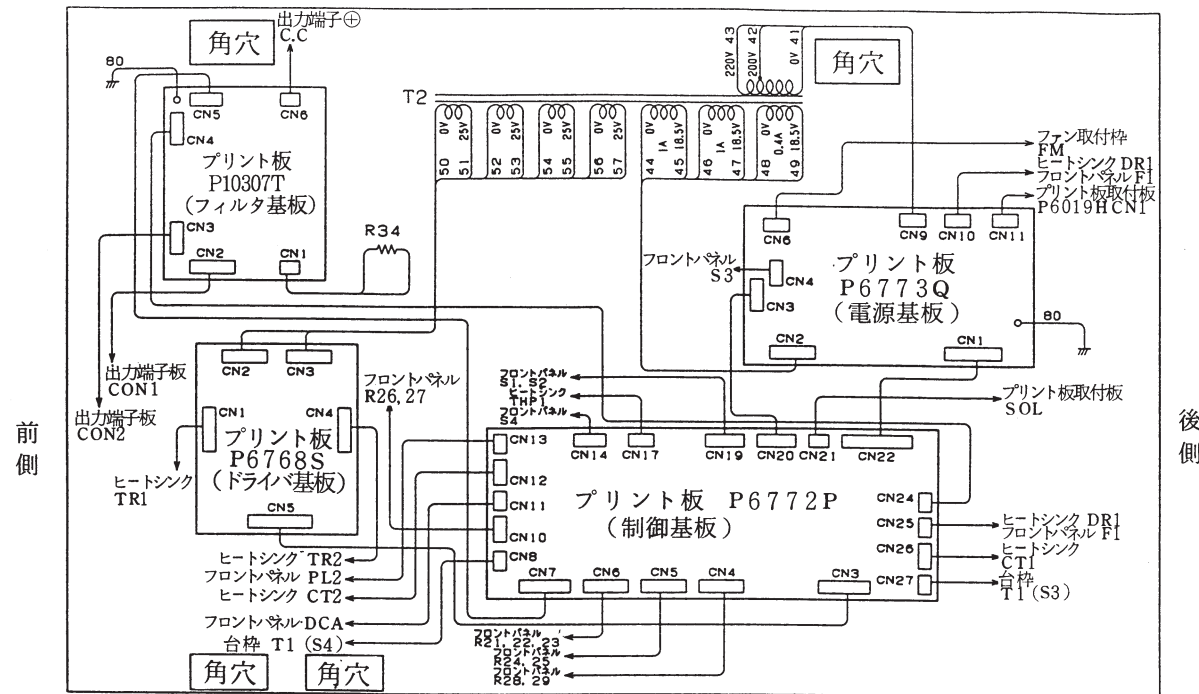 角穴
出力端子⊕
C.C
80
CN5
CN6
CN4
プリント板
P10307T
(フィルタ基板)
CN3
CN2
CN1
R34
T2
220V 43
200V 42
0V 41
角穴
0V
25V
0V
25V
0V
25V
0V
25V
0V
1A
18.5V
0V
1A
18.5V
0V
0.4A
18.5V
50
51
52
53
54
55
56
57
44
45
46
47
48
49
ファン取付枠
FM
ヒートシンク DR1
フロントパネル F1
プリント板取付板
P6019H CN1
CN6
CN9
CN10
CN11
フロントパネル
S3
CN4
CN3
プリント板
P6773Q
(電源基板)
80
CN2
CN1
出力端子板
CON1
出力端子板
CON2
CN2
CN3
CN1
CN4
プリント板
P6768S
(ドライバ基板)
CN5
ヒートシンク
TR1
フロントパネル
R26,27
フロントパネル
S1, S2
ヒートシンク
THP1
フロントパネル
S4
プリント板取付板
SOL
前側
後側
CN13
CN14
CN17
CN19
CN20
CN21
CN22
CN12
CN11
CN10
CN8
プリント板 P6772P
(制御基板)
CN24
CN25
CN26
CN27
ヒートシンク DR1
フロントパネル F1
ヒートシンク
CT1
台枠
T1 (S3)
CN7
CN6
CN5
CN4
CN3
ヒートシンク TR2
フロントパネル PL2
ヒートシンク CT2
フロントパネル DCA
台枠 T1 (S4)
フロントパネル
R21, 22, 23
フロントパネル
R24, 25
フロントパネル
R28, 29
角穴
角穴